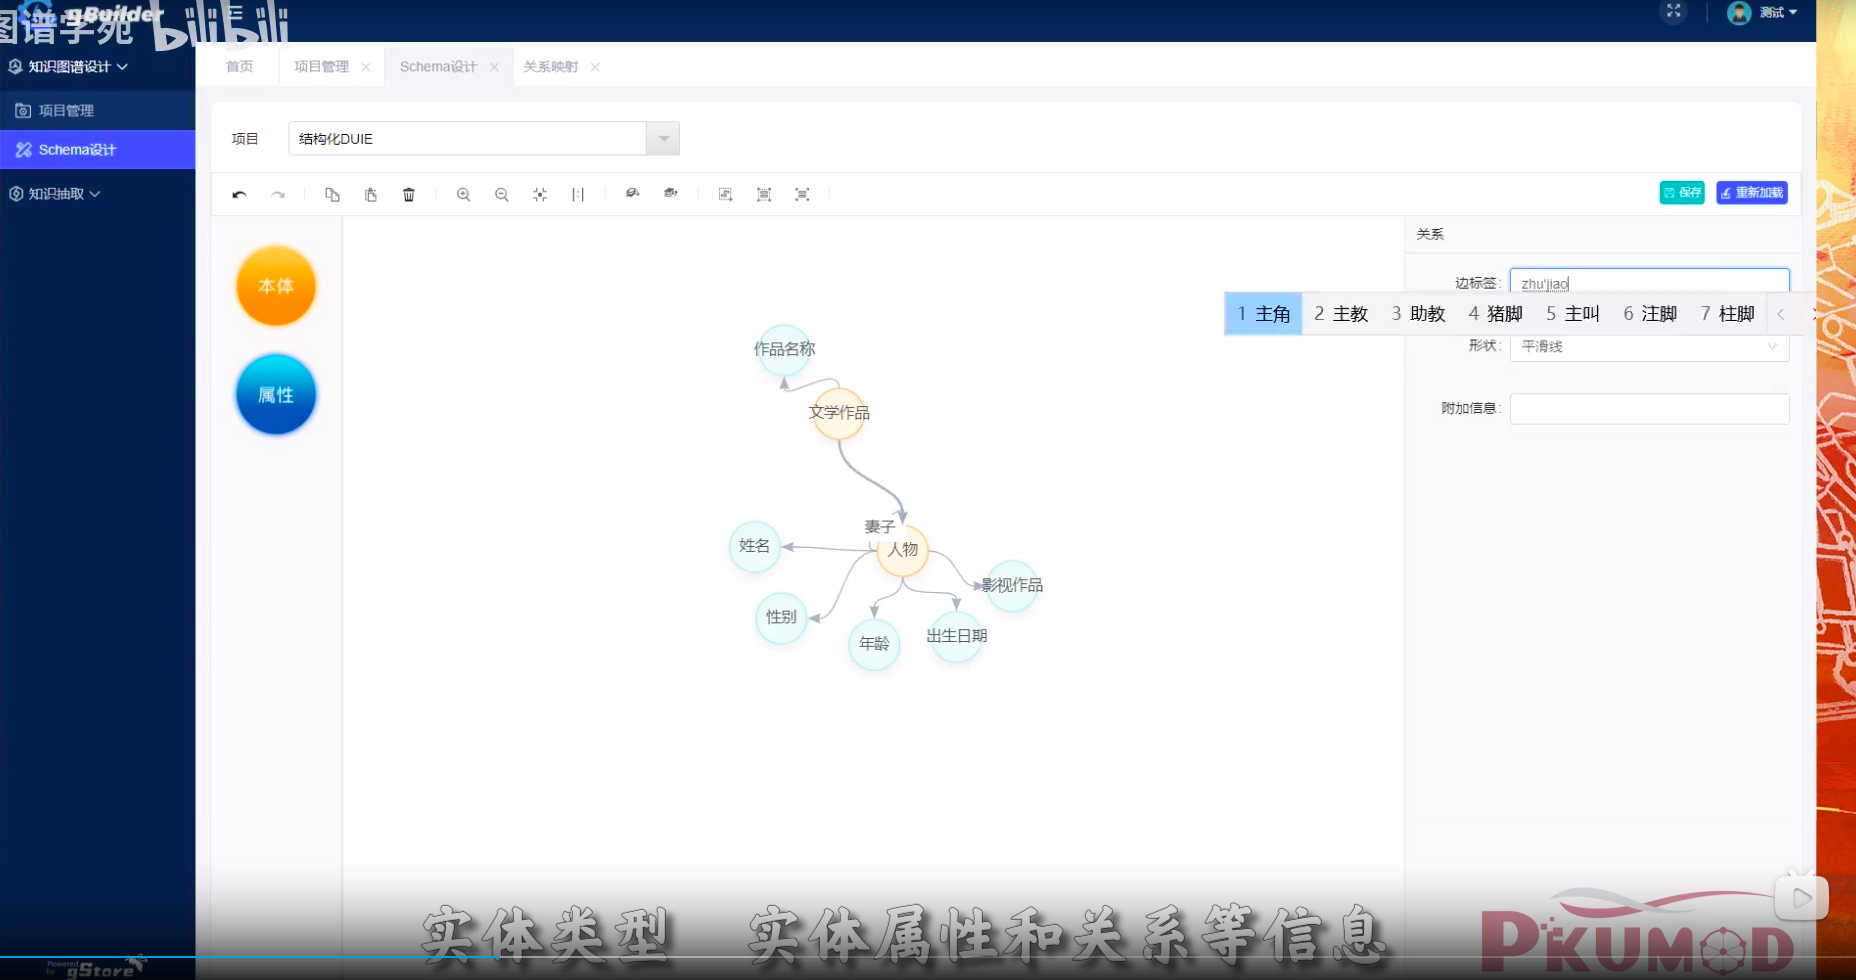 图谱学苑 bilibili
gBuilder
测试
知识图谱设计
首页 项目管理 Schema设计 关系映射
项目管理
Schema设计
知识抽取
项目 结构化DUIE
保存 重新加载
本体
属性
关系
边标签: zhu'jiao
1 主角 2 主教 3 助教 4 猪脚 5 主叫 6 注脚 7 柱脚
形状: 平滑线
附加信息:
作品名称
文学作品
妻子
人物
姓名
影视作品
性别
年龄
出生日期
实体类型 实体属性和关系等信息
Powered by gStore
PKUMOD